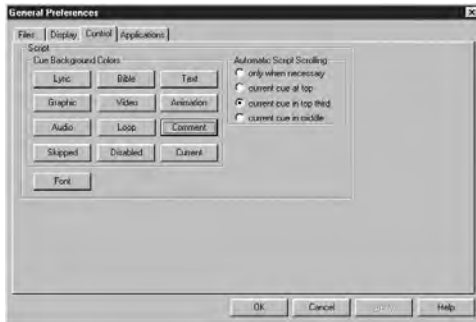 General Preferences
Files Display Control Applications
Script
Cue Background Colors
Lyric Bible Text
Graphic Video Animation
Audio Loop Comment
Skipped Disabled Current
Font
Automatic Script Scrolling
only when necessary
current cue at top
current cue in top third
current cue in middle
OK Cancel Apply Help